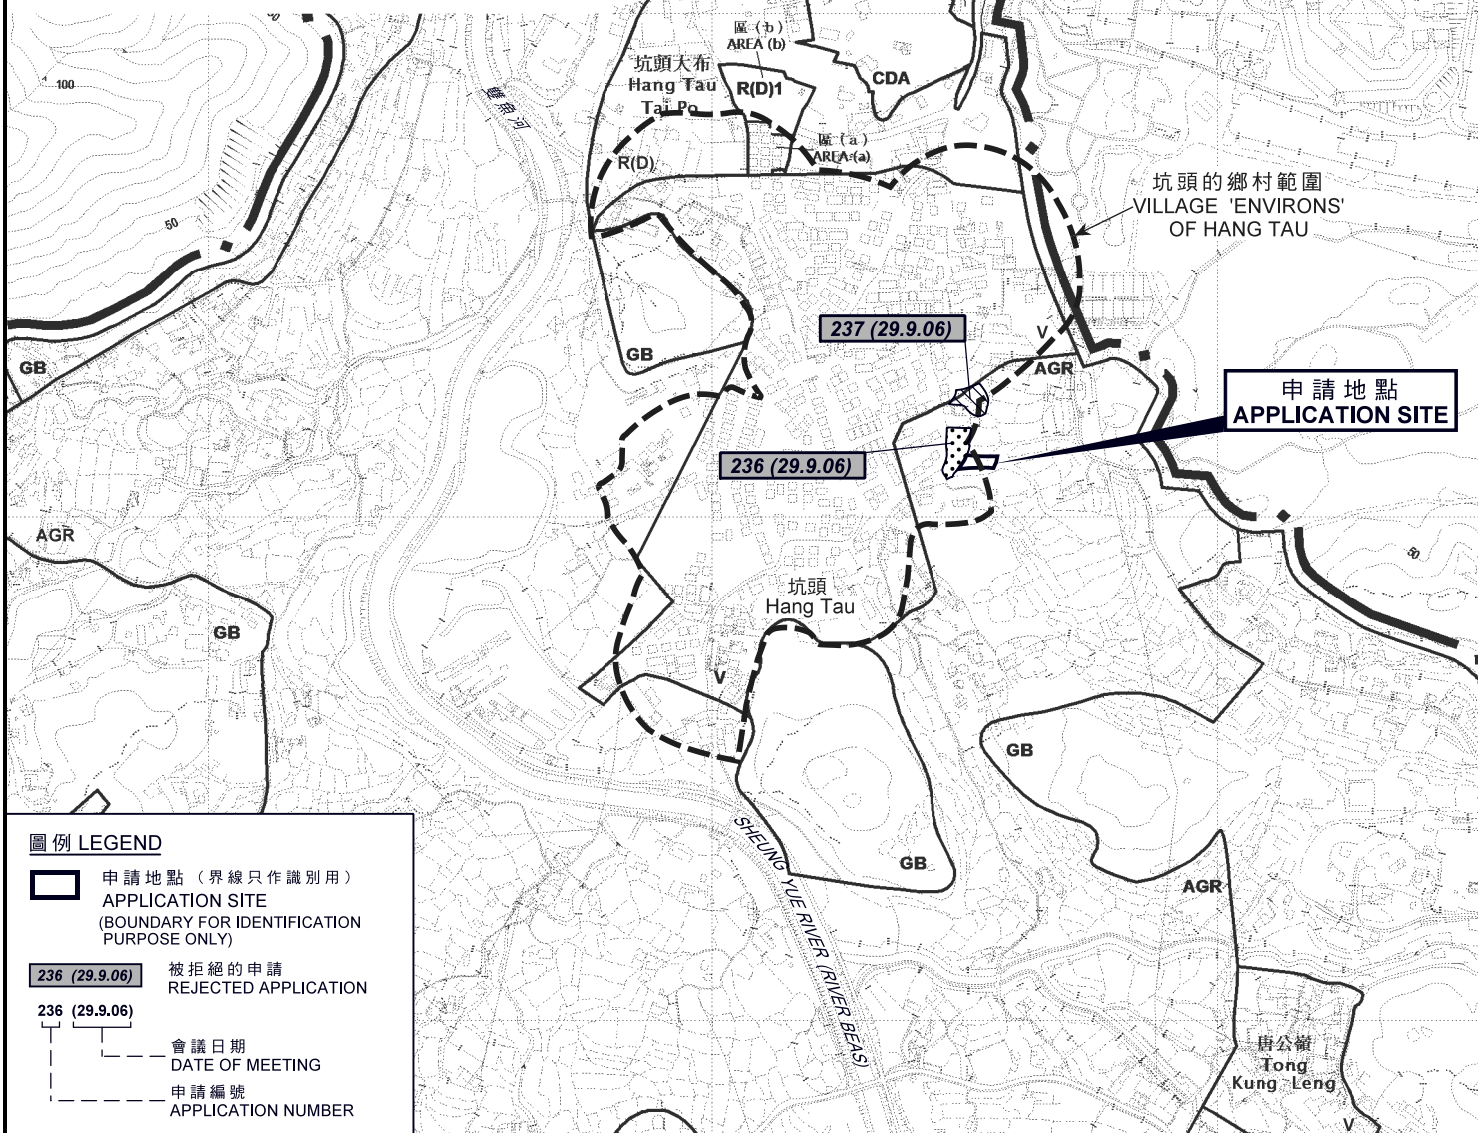 區 (b)
AREA (b)
坑頭大布
Hang Tau
Tai Po
R(D)1
CDA
100
雙魚河
區 (a)
AREA (a)
R(D)
坑頭的鄉村範圍
VILLAGE 'ENVIRONS'
OF HANG TAU
50
237 (29.9.06)
V
GB
GB
AGR
申請地點
APPLICATION SITE
236 (29.9.06)
AGR
50
坑頭
Hang Tau
GB
V
GB
SHEUNG YUE RIVER (RIVER BEAS)
GB
AGR
唐公嶺
Tong
Kung Leng
V
圖例 LEGEND
申請地點 (界線只作識別用)
APPLICATION SITE
(BOUNDARY FOR IDENTIFICATION
PURPOSE ONLY)
236 (29.9.06)
被拒絕的申請
REJECTED APPLICATION
236 (29.9.06)
會議日期
DATE OF MEETING
申請編號
APPLICATION NUMBER